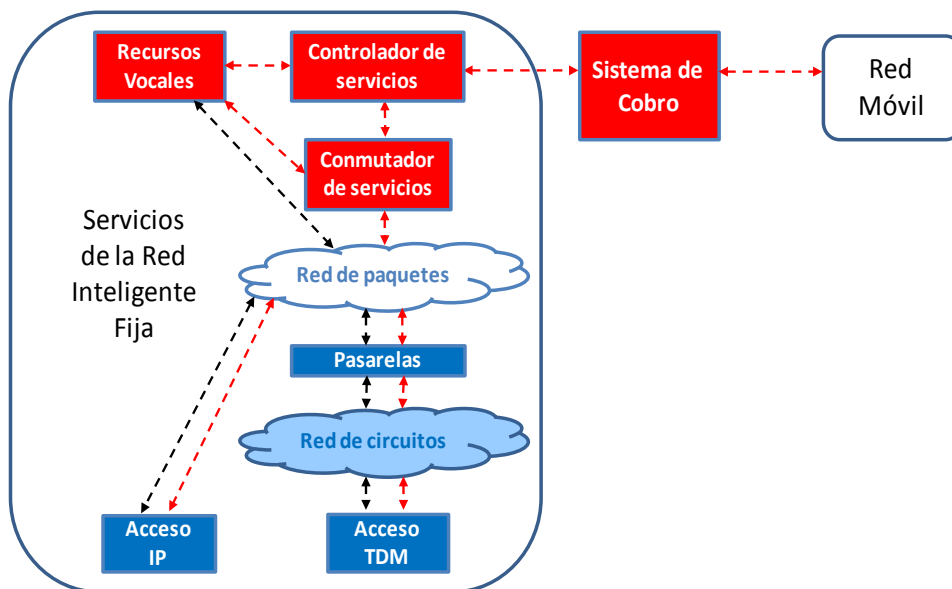 Recursos
Vocales
Controlador de
servicios
Sistema de
Cobro
Red
Móvil
Conmutador
de servicios
Servicios
de la Red
Inteligente
Fija
Red de paquetes
Pasarelas
Red de circuitos
Acceso
IP
Acceso
TDM